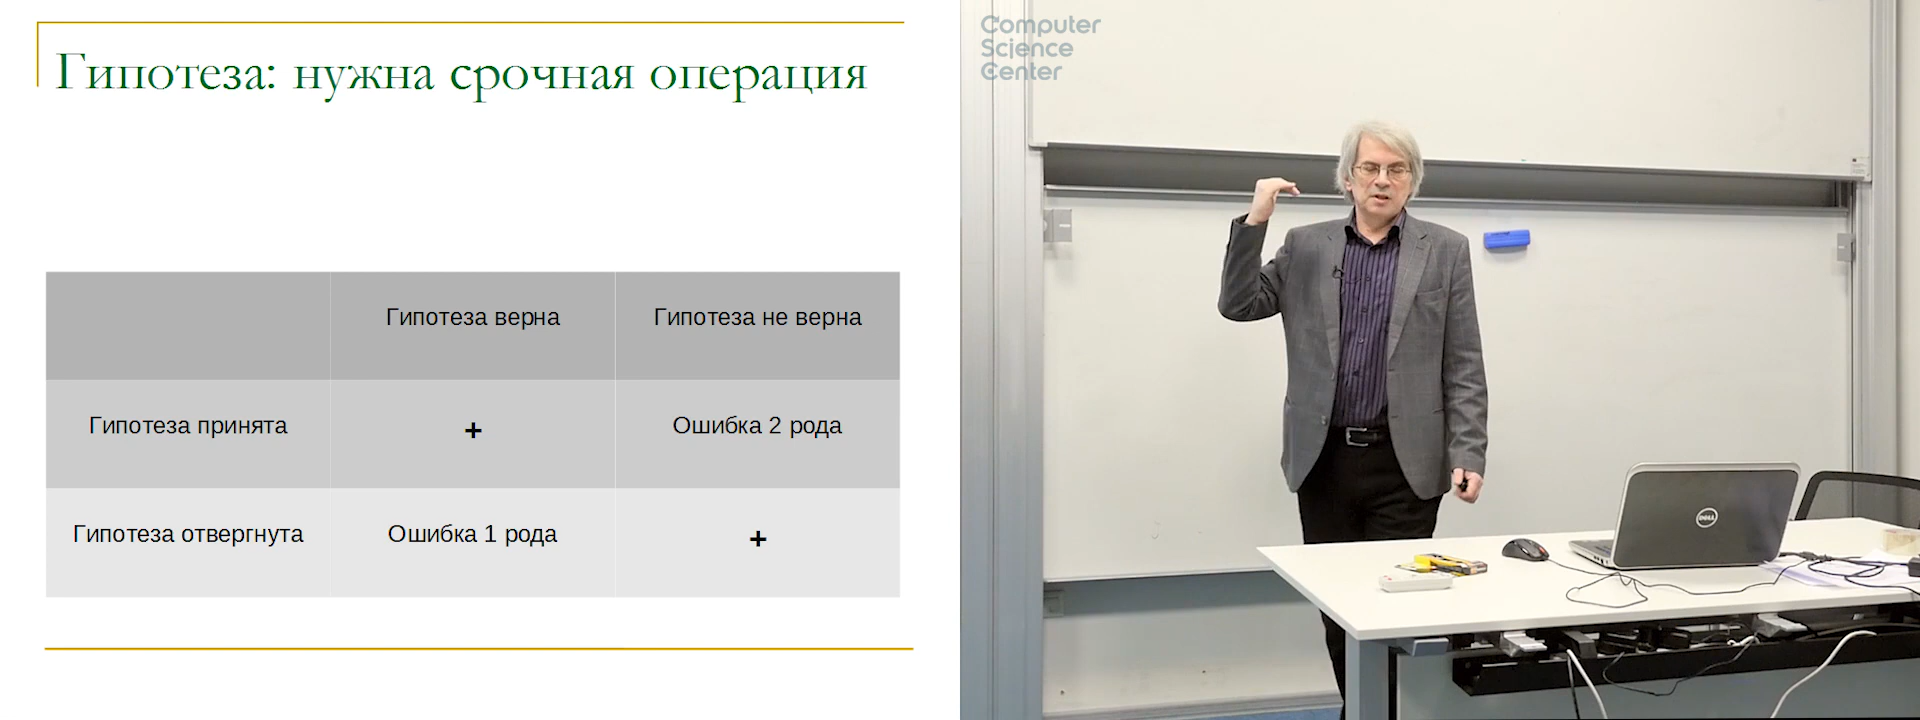 Гипотеза: нужна срочная операция
Гипотеза верна
Гипотеза не верна
Гипотеза принята
+
Ошибка 2 рода
Гипотеза отвергнута
Ошибка 1 рода
+
Computer
Science
Center
DELL